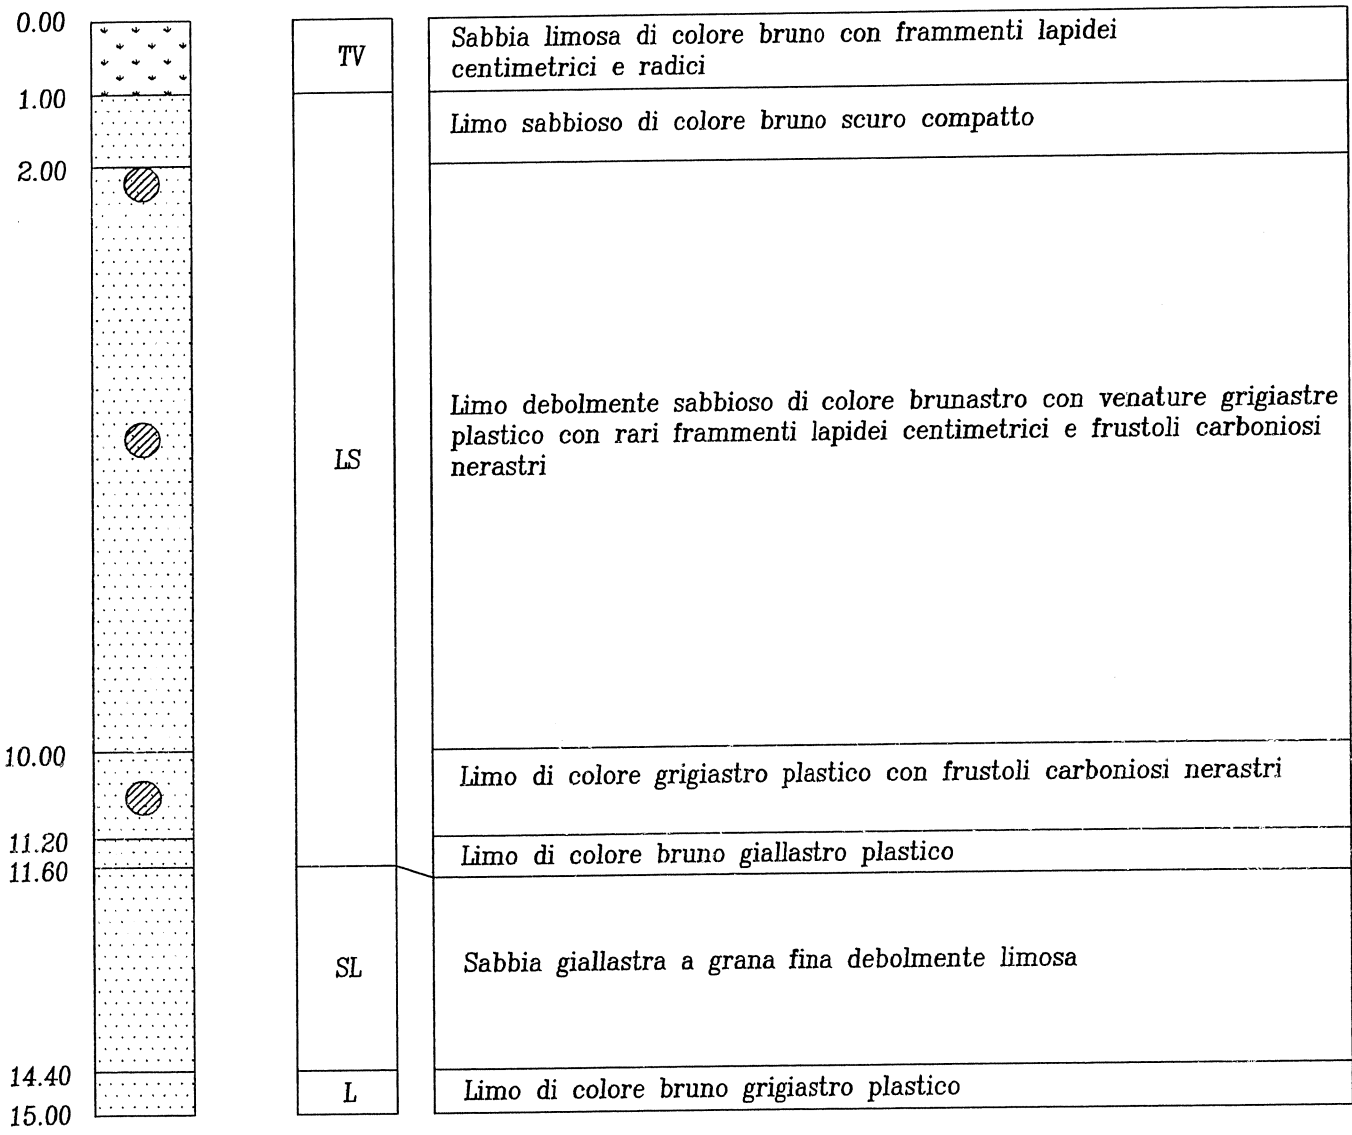 0.00
TV
Sabbia limosa di colore bruno con frammenti lapidei
centimetrici e radici
1.00
Limo sabbioso di colore bruno scuro compatto
2.00
LS
Limo debolmente sabbioso di colore brunastro con venature grigiastre
plastico con rari frammenti lapidei centimetrici e frustoli carboniosi
nerastri
10.00
Limo di colore grigiastro plastico con frustoli carboniosi nerastri
11.20
Limo di colore bruno giallastro plastico
11.60
SL
Sabbia giallastra a grana fina debolmente limosa
14.40
L
Limo di colore bruno grigiastro plastico
15.00